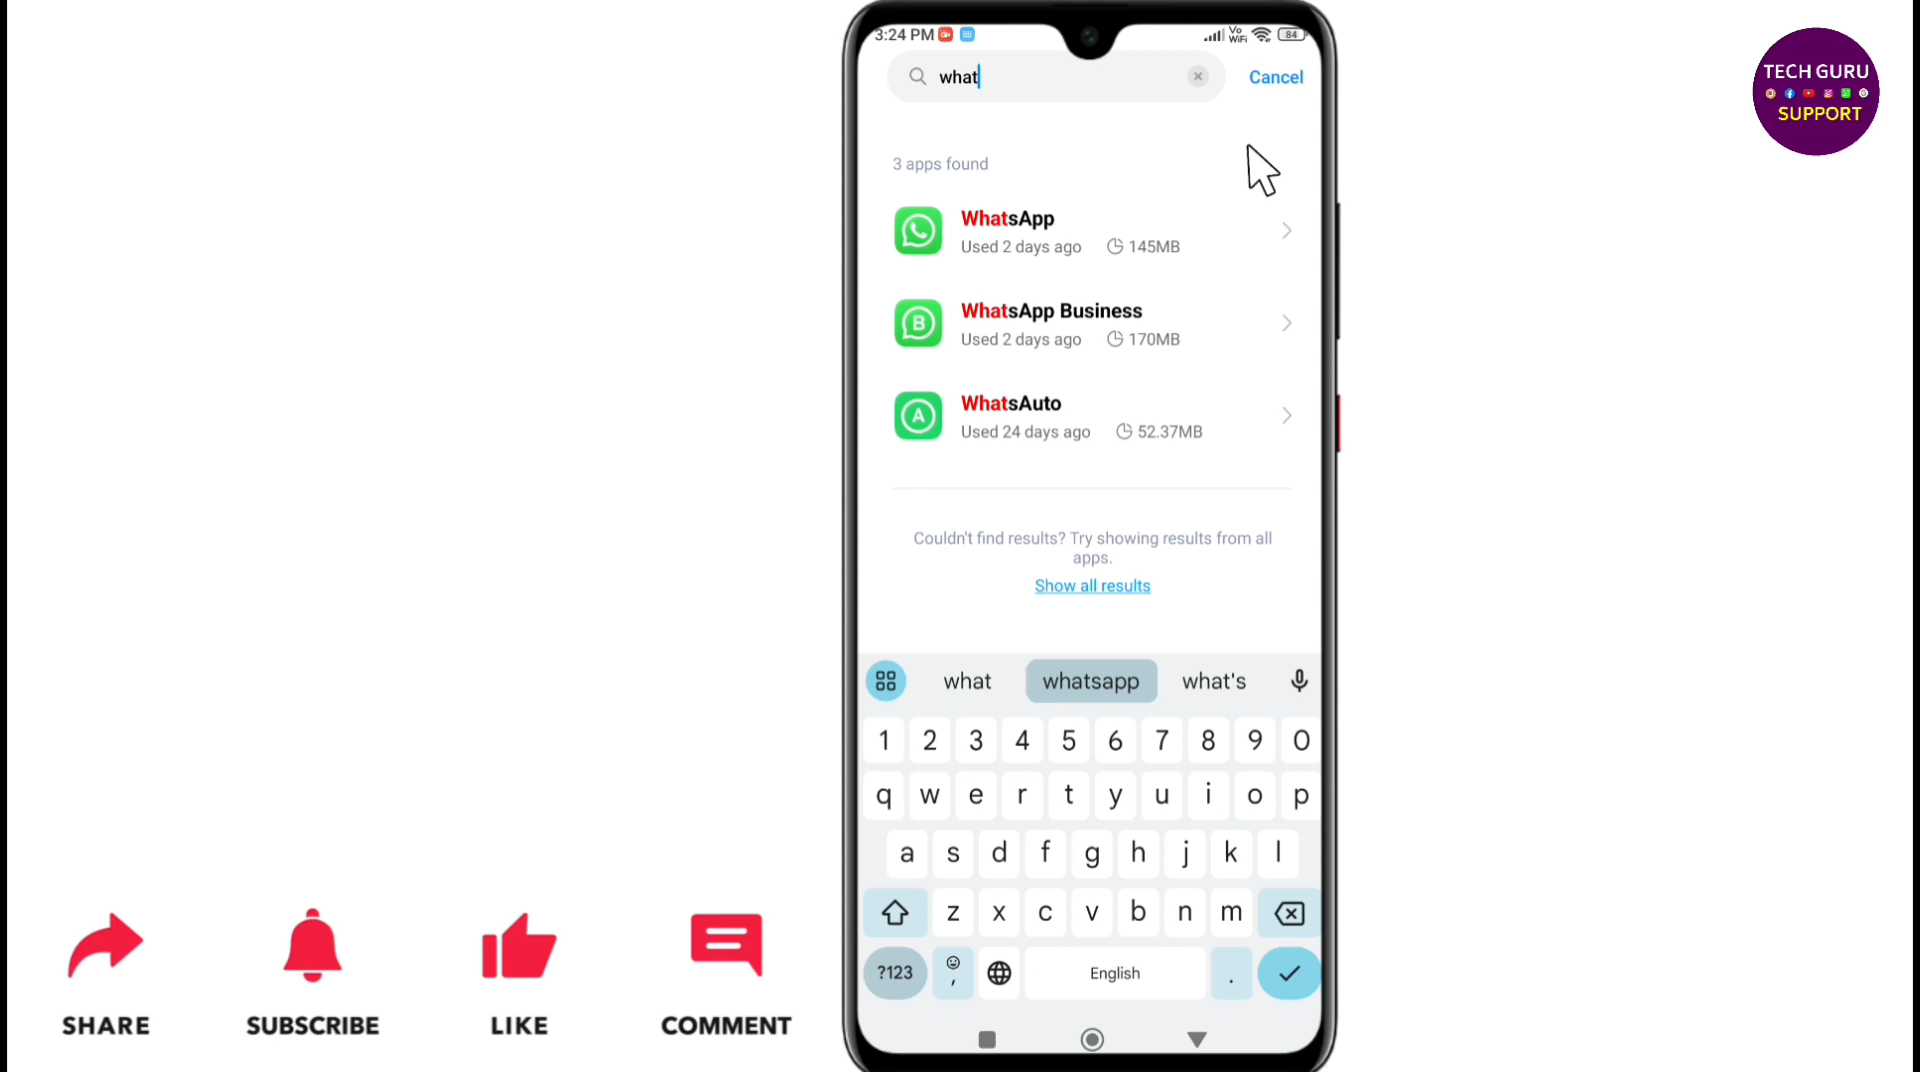 3:24 PM
Vo WiFi
84
what
Cancel
3 apps found
WhatsApp
Used 2 days ago 145MB
B
WhatsApp Business
Used 2 days ago 170MB
A
WhatsAuto
Used 24 days ago 52.37MB
Couldn't find results? Try showing results from all
apps.
Show all results
what whatsapp what's
1 2 3 4 5 6 7 8 9 0
q w e r t y u i o p
a s d f g h j k l
z x c v b n m
?123 , English .
TECH GURU
SUPPORT
SHARE SUBSCRIBE LIKE COMMENT